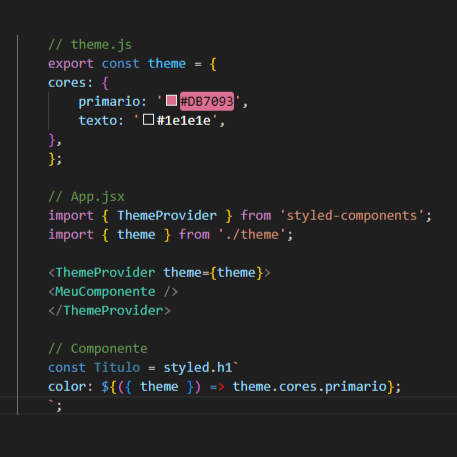 // theme.js
export const theme = {
cores: {
primario: '#DB7093',
texto: '#1e1e1e',
},
};
// App.jsx
import { ThemeProvider } from 'styled-components';
import { theme } from './theme';
<ThemeProvider theme={theme}>
<MeuComponente />
</ThemeProvider>
// Componente
const Titulo = styled.h1`
color: ${({ theme }) => theme.cores.primario};
`;